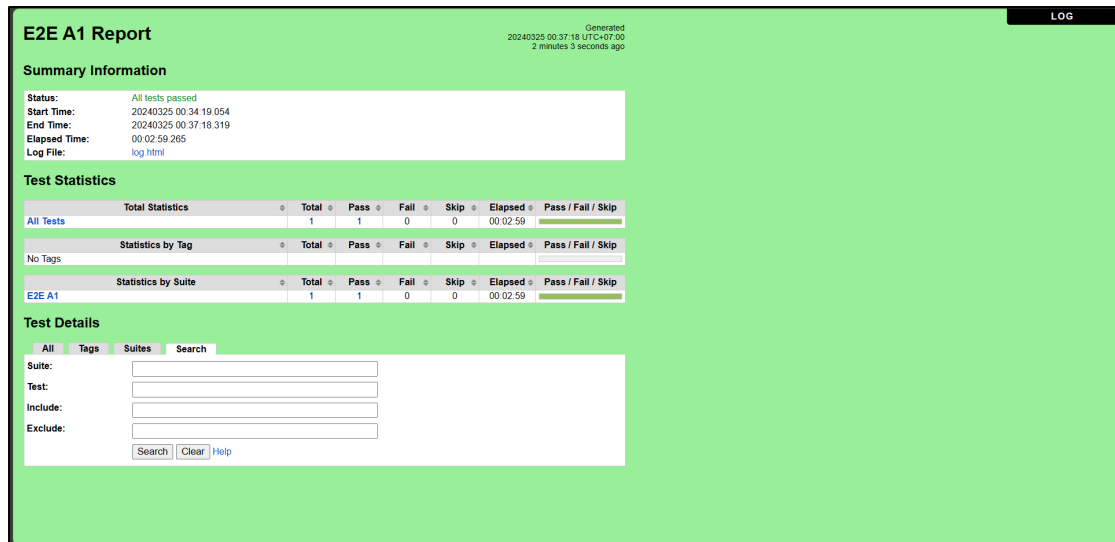 LOG
E2E A1 Report
Generated
20240325 00:37:18 UTC+07:00
2 minutes 3 seconds ago
Summary Information
Status: All tests passed
Start Time: 20240325 00:34:19.054
End Time: 20240325 00:37:18.319
Elapsed Time: 00:02:59.265
Log File: log.html
Test Statistics
Total Statistics Total Pass Fail Skip Elapsed Pass / Fail / Skip
All Tests 1 1 0 0 00:02:59
Statistics by Tag Total Pass Fail Skip Elapsed Pass / Fail / Skip
No Tags
Statistics by Suite Total Pass Fail Skip Elapsed Pass / Fail / Skip
E2E A1 1 1 0 0 00:02:59
Test Details
All Tags Suites Search
Suite:
Test:
Include:
Exclude:
Search Clear Help